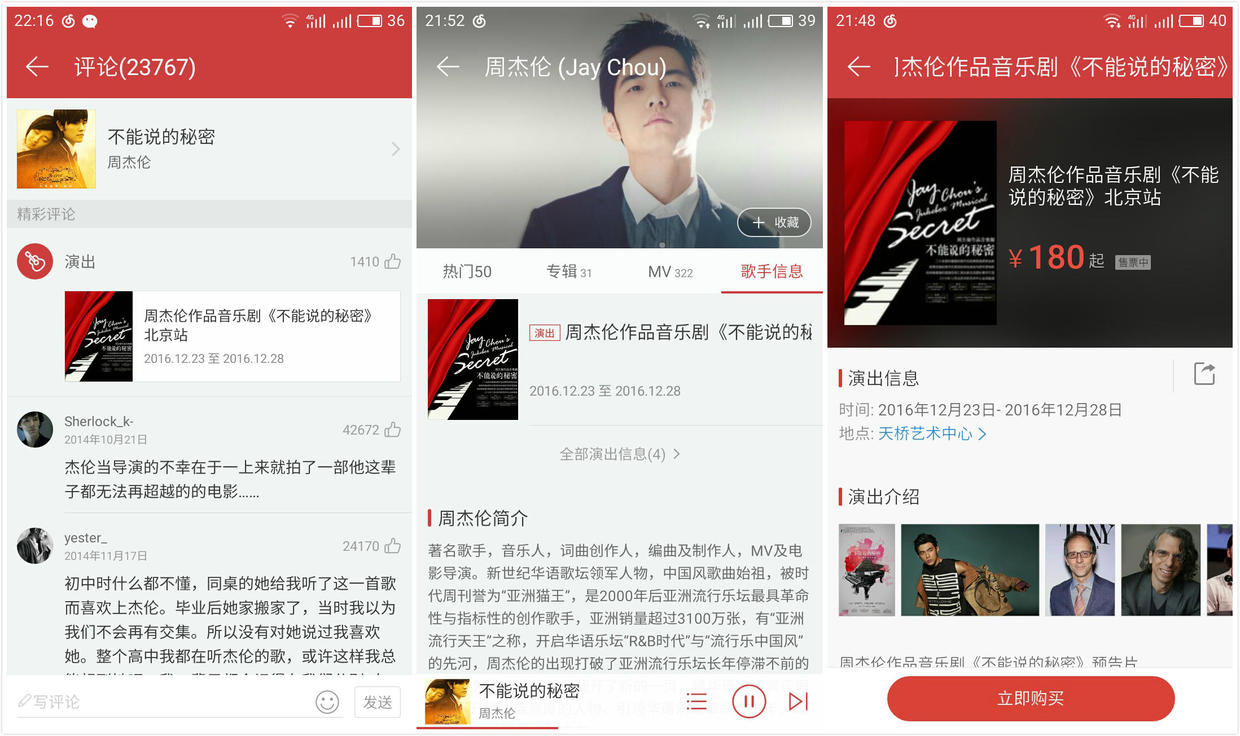 22:16
4G
36
评论(23767)
不能说的秘密
周杰伦
精彩评论
演出
1410
周杰伦作品音乐剧《不能说的秘密》
北京站
2016.12.23 至 2016.12.28
Sherlock_k-
2014年10月21日
42672
杰伦当导演的不幸在于一上来就拍了一部他这辈
子都无法再超越的的电影……
yester_
2014年11月17日
24170
初中时什么都不懂，同桌的她给我听了这一首歌
而喜欢上杰伦。毕业后她家搬家了，当时我以为
我们不会再有交集。所以没有对她说过我喜欢
她。整个高中我都在听杰伦的歌，或许这样我总
写评论
发送
21:52
4G
39
周杰伦 (Jay Chou)
收藏
热门50
专辑 31
MV 322
歌手信息
Jay Chou's
Secret
不能说的秘密
演出 周杰伦作品音乐剧《不能说的秘
2016.12.23 至 2016.12.28
全部演出信息(4)
周杰伦简介
著名歌手，音乐人，词曲创作人，编曲及制作人，MV及电
影导演。新世纪华语歌坛领军人物，中国风歌曲始祖，被时
代周刊誉为“亚洲猫王”，是2000年后亚洲流行乐坛最具革命
性与指标性的创作歌手，亚洲销量超过3100万张，有“亚洲
流行天王”之称，开启华语乐坛“R&B时代”与“流行乐中国风”
的先河，周杰伦的出现打破了亚洲流行乐坛长年停滞不前的
不能说的秘密
周杰伦
21:48
4G
40
杰伦作品音乐剧《不能说的秘密》
Jay Chou's
Jukebox Musical
Secret
不能说的秘密
周杰伦作品音乐剧《不能
说的秘密》北京站
¥180起 售票中
演出信息
时间: 2016年12月23日- 2016年12月28日
地点: 天桥艺术中心
演出介绍
TONY
周杰伦作品音乐剧《不能说的秘密》预告片
立即购买